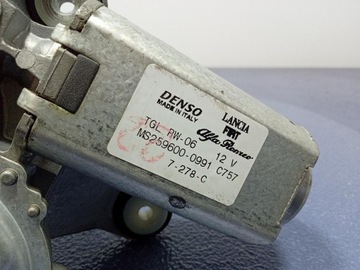 DENSO
MADE IN ITALY
LANCIA
FIAT
Alfa Romeo
TGL RW-06
12 V
MS259600-0991
C757
7-278-C